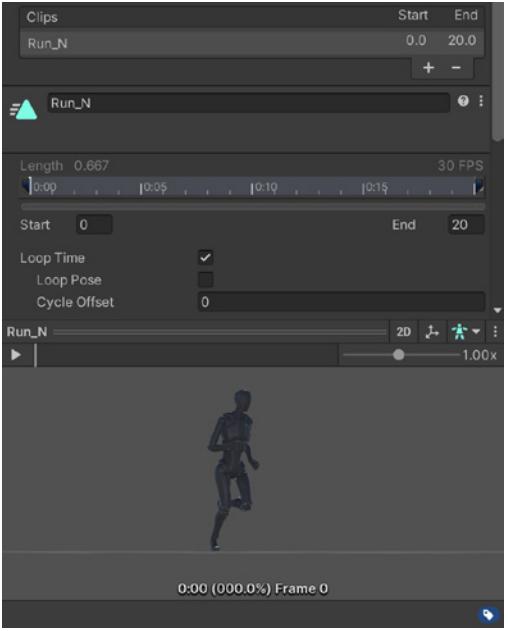 Clips Start End
Run_N 0.0 20.0
+ −
Run_N
Length 0.667 30 FPS
0:00 0:05 0:10 0:15
Start 0 End 20
Loop Time
Loop Pose
Cycle Offset 0
Run_N 2D
1.00x
0:00 (000.0%) Frame 0